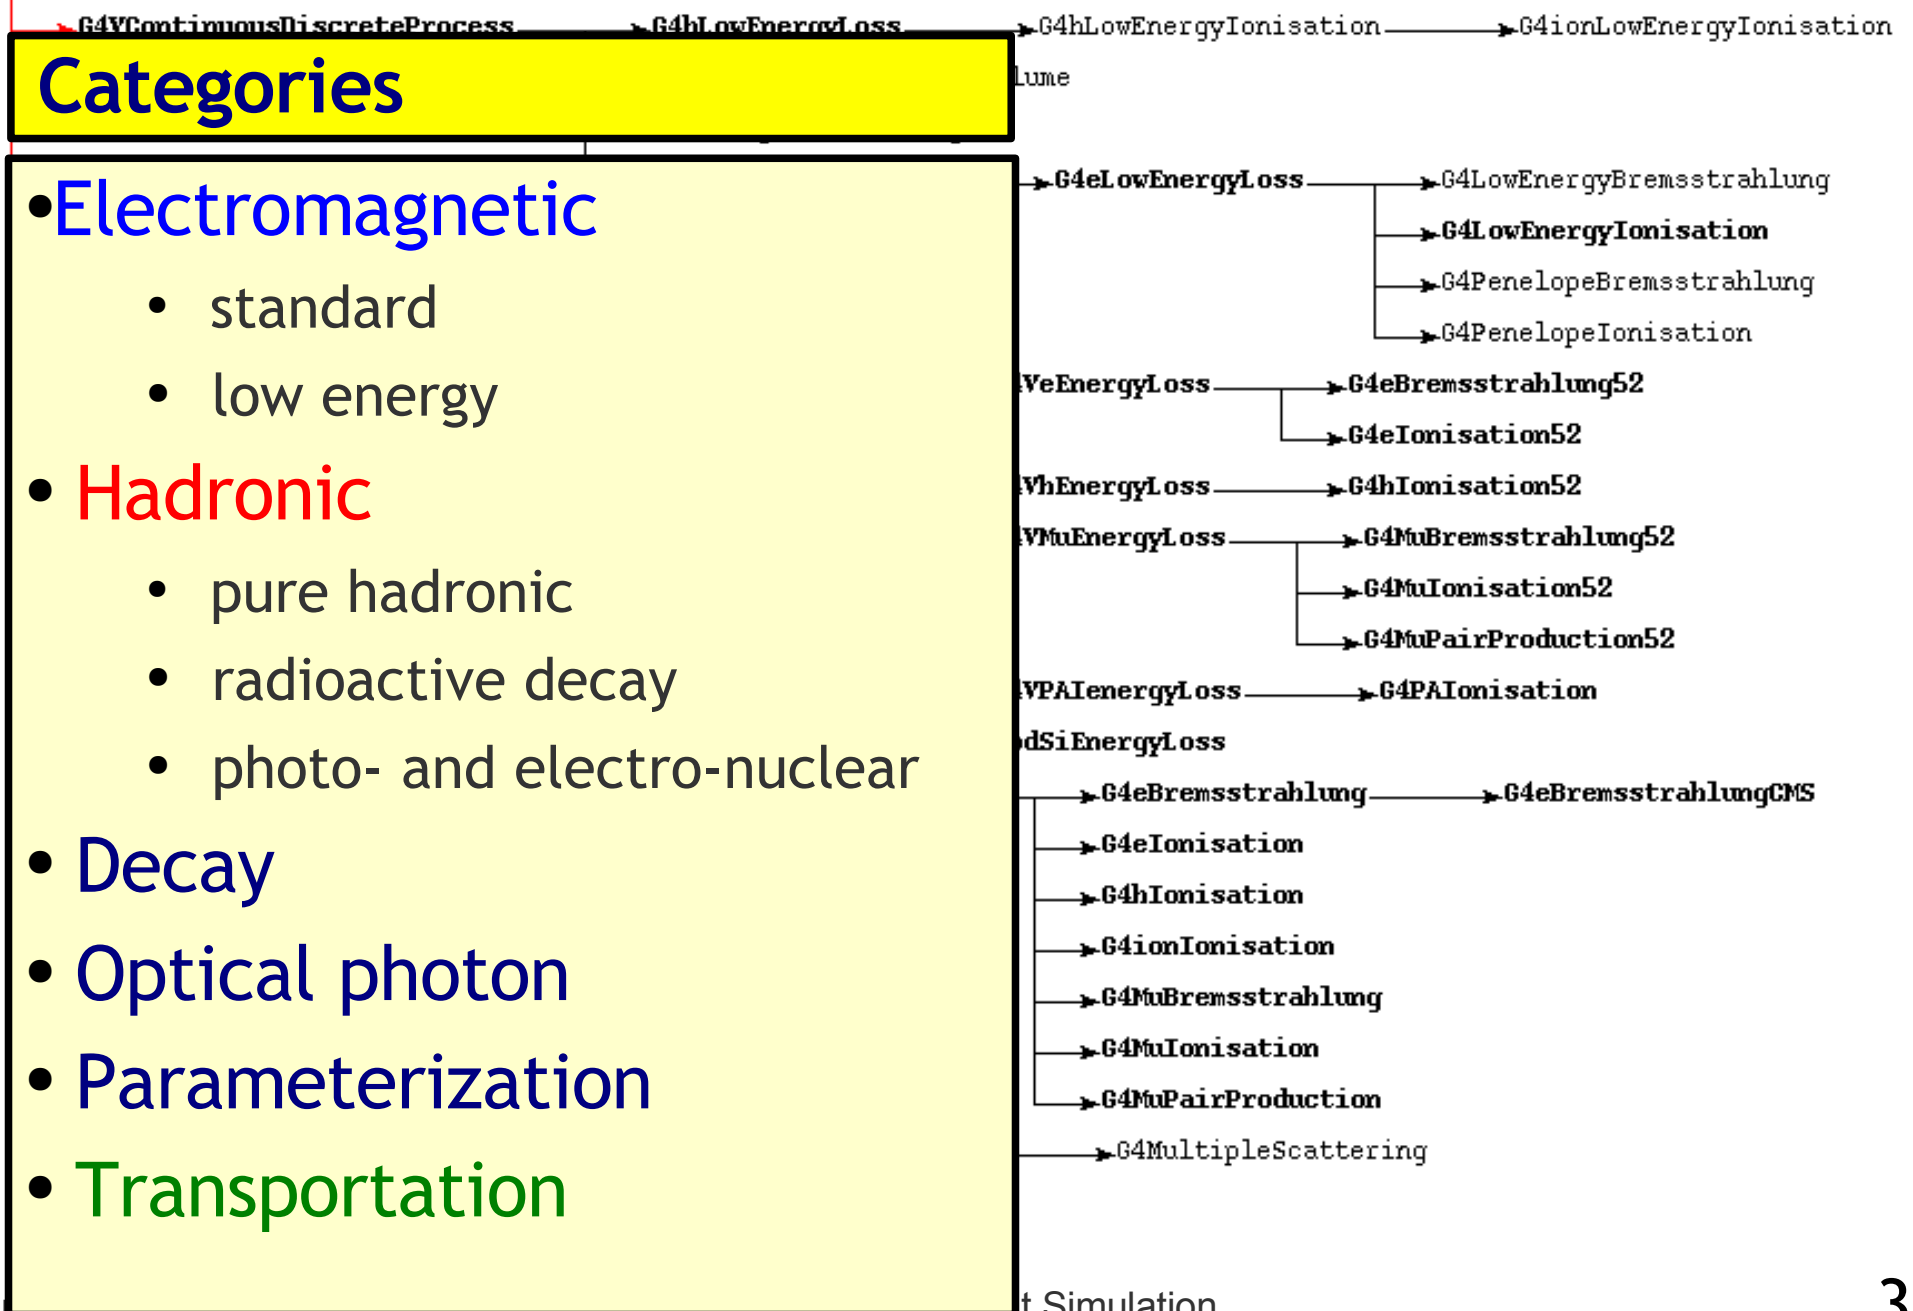 G4VContinuousDiscreteProcess G4hLowEnergyLoss G4hLowEnergyIonisation G4ionLowEnergyIonisation
Categories
lume
•Electromagnetic
• standard
• low energy
• Hadronic
• pure hadronic
• radioactive decay
• photo- and electro-nuclear
• Decay
• Optical photon
• Parameterization
• Transportation
G4eLowEnergyLoss G4LowEnergyBremsstrahlung
G4LowEnergyIonisation
G4PenelopeBremsstrahlung
G4PenelopeIonisation
VeEnergyLoss G4eBremsstrahlung52
G4eIonisation52
VhEnergyLoss G4hIonisation52
VMuEnergyLoss G4MuBremsstrahlung52
G4MuIonisation52
G4MuPairProduction52
VPAIenergyLoss G4PAIonisation
dSiEnergyLoss
G4eBremsstrahlung G4eBremsstrahlungCMS
G4eIonisation
G4hIonisation
G4ionIonisation
G4MuBremsstrahlung
G4MuIonisation
G4MuPairProduction
G4MultipleScattering
t Simulation
3